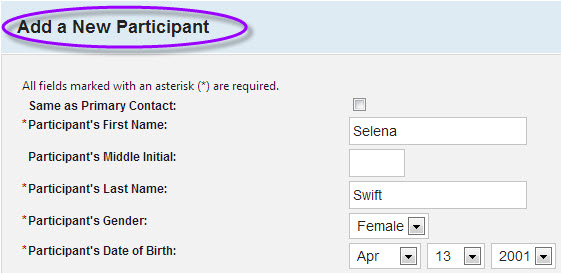 Add a New Participant
All fields marked with an asterisk (*) are required.
Same as Primary Contact:
*Participant's First Name: Selena
Participant's Middle Initial:
*Participant's Last Name: Swift
*Participant's Gender: Female
*Participant's Date of Birth: Apr 13 2001